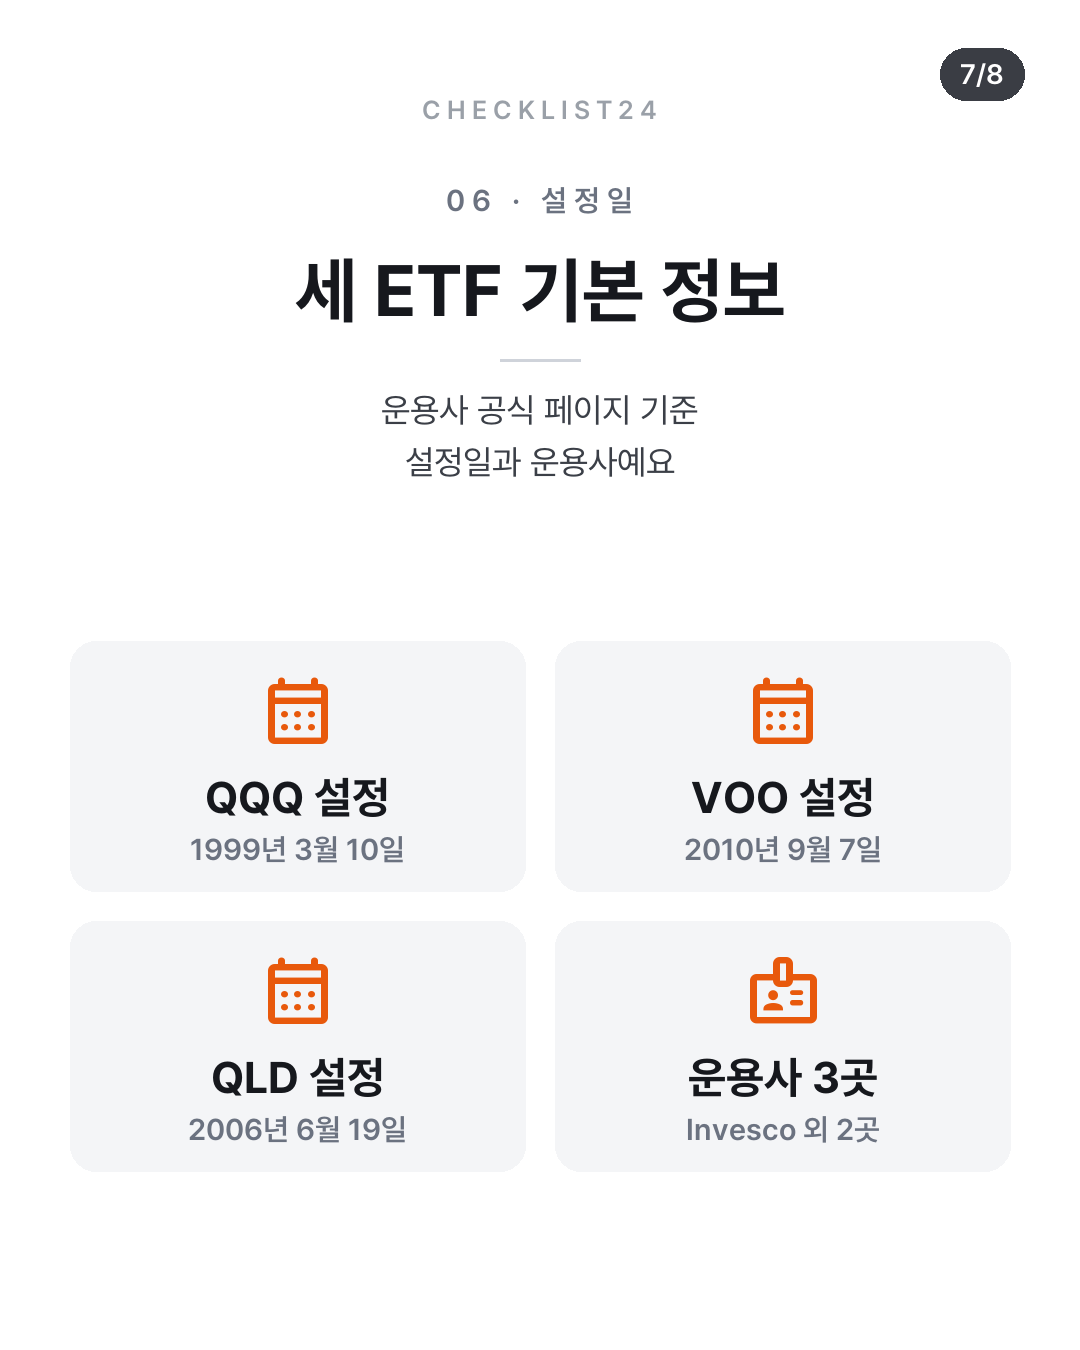 7/8
CHECKLIST24
06 · 설정일
세 ETF 기본 정보
운용사 공식 페이지 기준
설정일과 운용사예요
QQQ 설정
1999년 3월 10일
VOO 설정
2010년 9월 7일
QLD 설정
2006년 6월 19일
운용사 3곳
Invesco 외 2곳